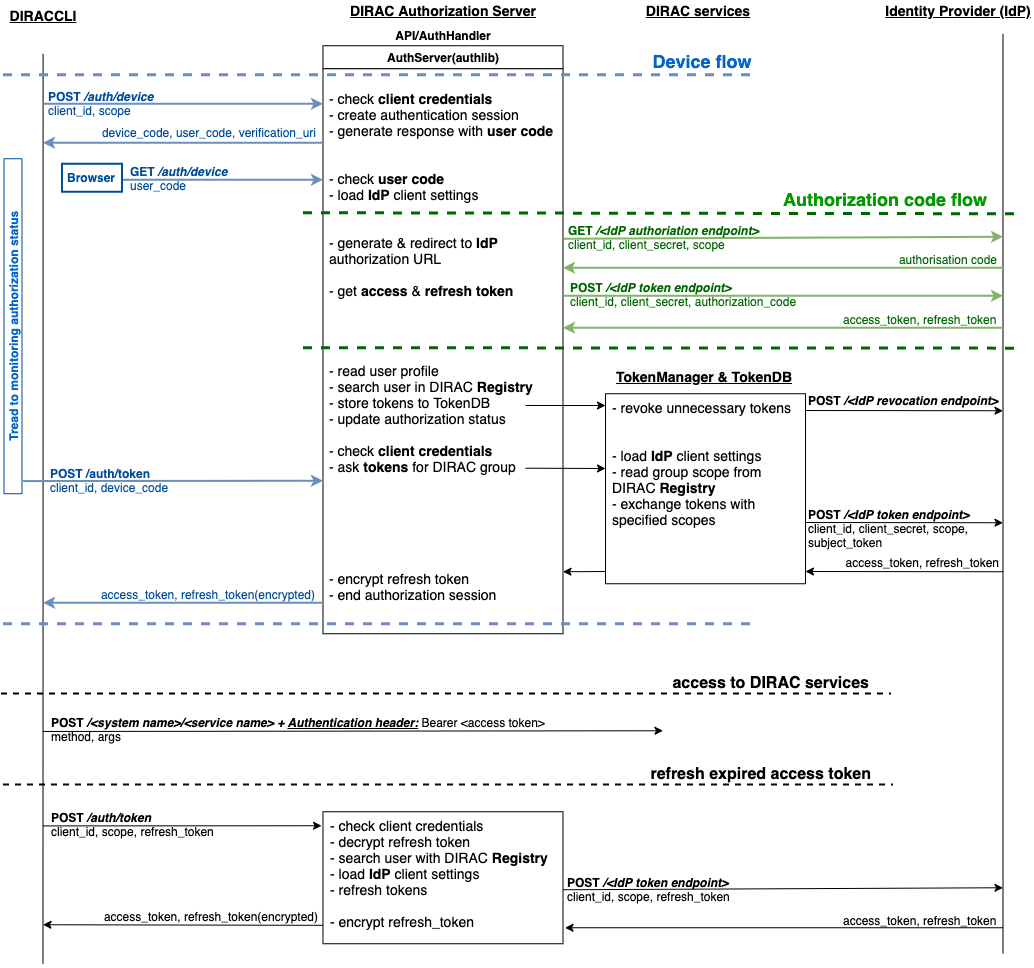 DIRACCLI
DIRAC Authorization Server
DIRAC services
Identity Provider (IdP)
API/AuthHandler
AuthServer(authlib)
Device flow
POST /auth/device
client_id, scope
- check client credentials
- create authentication session
- generate response with user code
device_code, user_code, verification_uri
Browser
GET /auth/device
user_code
- check user code
- load IdP client settings
Tread to monitoring authorization status
Authorization code flow
- generate & redirect to IdP
authorization URL
GET /<IdP authoriation endpoint>
client_id, client_secret, scope
authorisation code
- get access & refresh token
POST /<IdP token endpoint>
client_id, client_secret, authorization_code
access_token, refresh_token
- read user profile
- search user in DIRAC Registry
- store tokens to TokenDB
- update authorization status
TokenManager & TokenDB
- revoke unnecessary tokens
POST /<IdP revocation endpoint>
- check client credentials
- ask tokens for DIRAC group
POST /auth/token
client_id, device_code
- load IdP client settings
- read group scope from
DIRAC Registry
- exchange tokens with
specified scopes
POST /<IdP token endpoint>
client_id, client_secret, scope,
subject_token
access_token, refresh_token
- encrypt refresh token
- end authorization session
access_token, refresh_token(encrypted)
access to DIRAC services
POST /<system name>/<service name> + Authentication header: Bearer <access token>
method, args
refresh expired access token
POST /auth/token
client_id, scope, refresh_token
- check client credentials
- decrypt refresh token
- search user with DIRAC Registry
- load IdP client settings
- refresh tokens
POST /<IdP token endpoint>
client_id, scope, refresh_token
access_token, refresh_token(encrypted)
- encrypt refresh_token
access_token, refresh_token